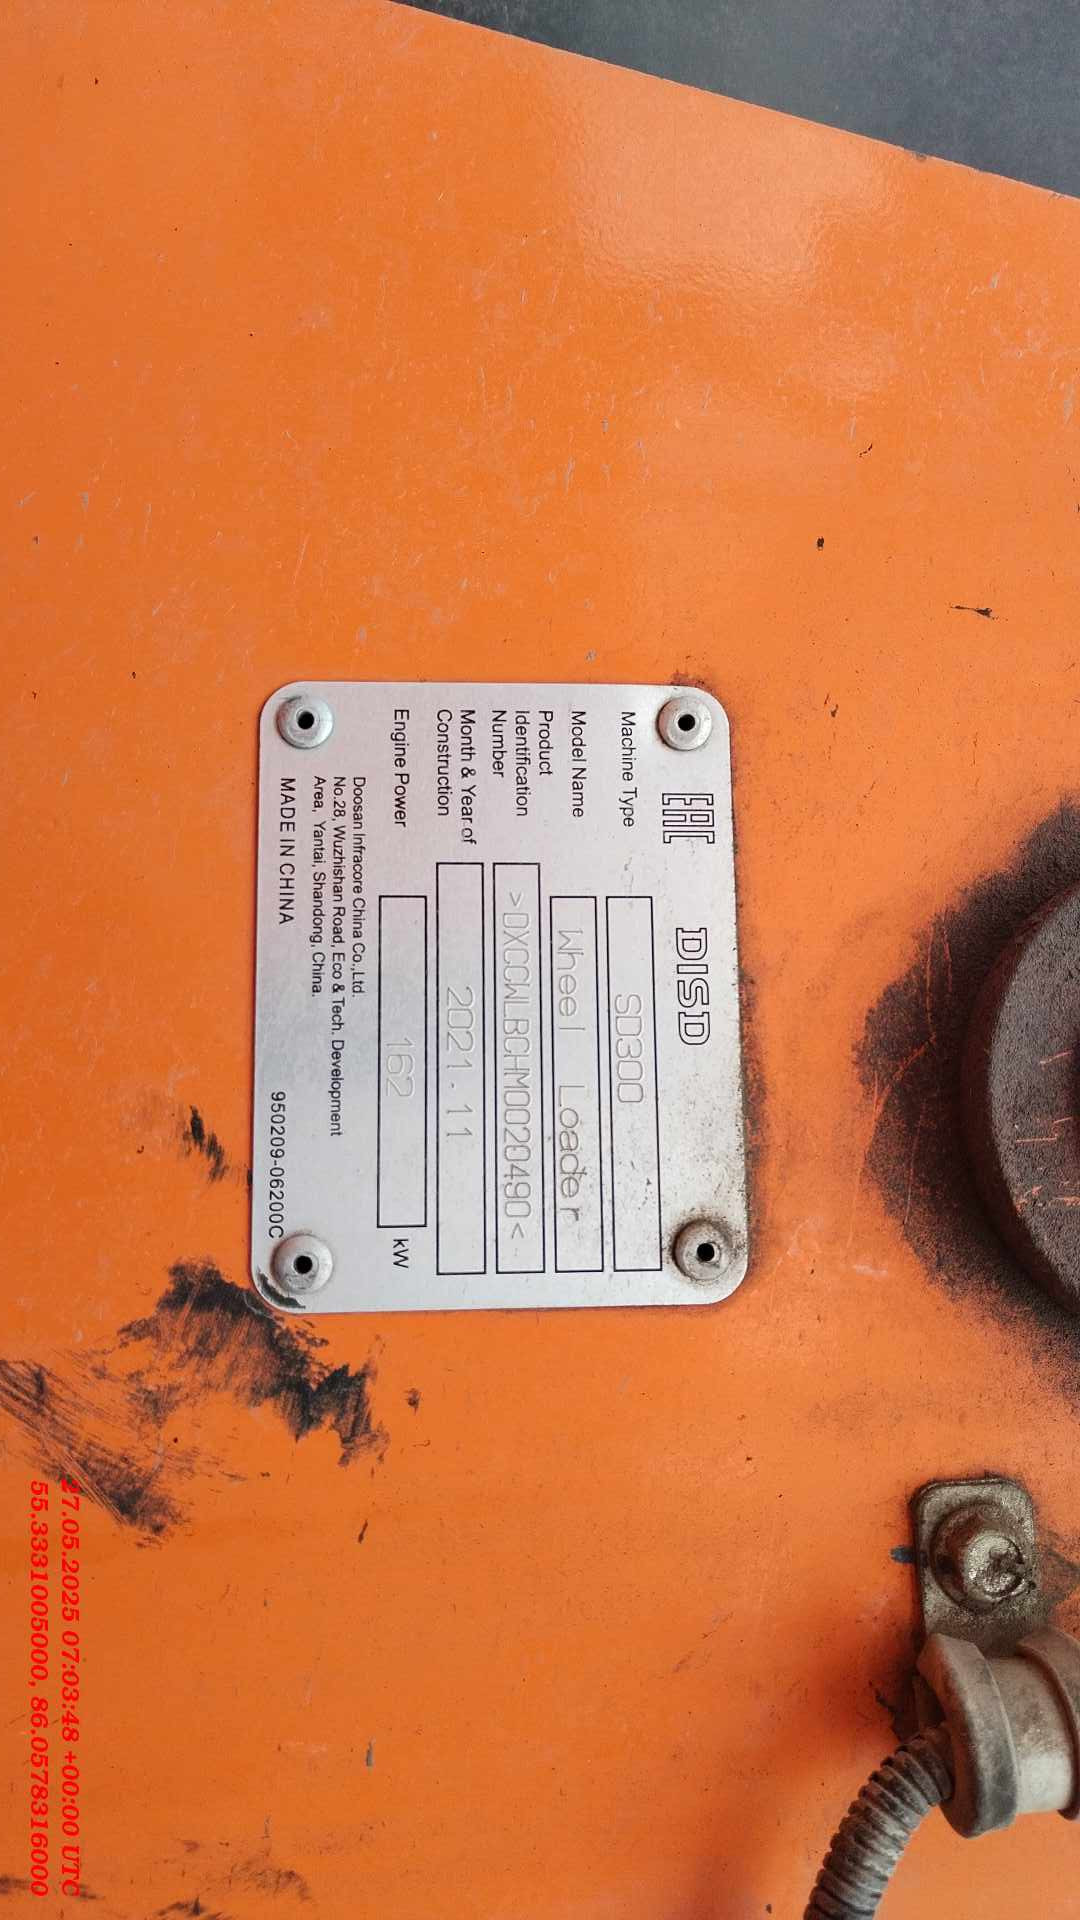 EAC DISD
Machine Type SD300
Model Name Wheel Loader
Product
Identification
Number >DXCCWLBCHM0020490<
Month & Year of
Construction 2021.11
Engine Power 162 kW
Doosan Infracore China Co.,Ltd.
No.28, Wuzhishan Road, Eco & Tech. Development
Area, Yantai, Shandong, China.
MADE IN CHINA 950209-06200C
27.05.2025 07:03:48 +00:00 UTC
55.3331005000, 86.0578316000